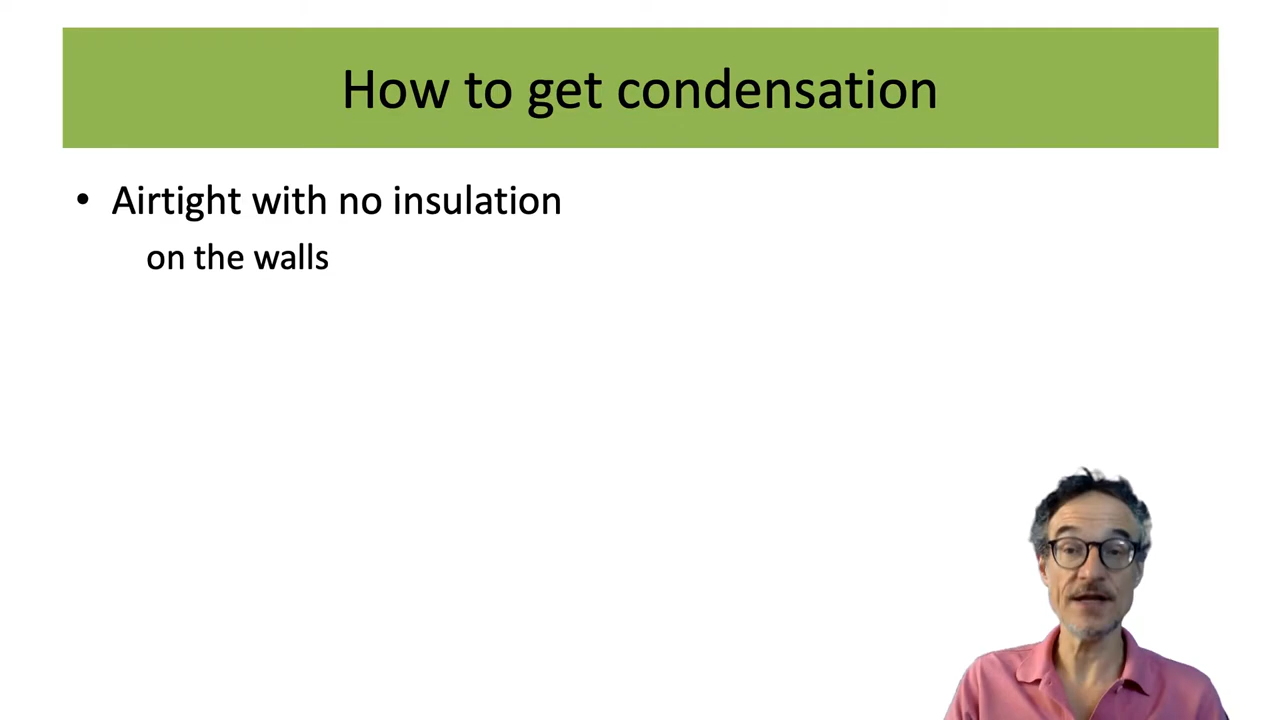 How to get condensation
• Airtight with no insulation
on the walls